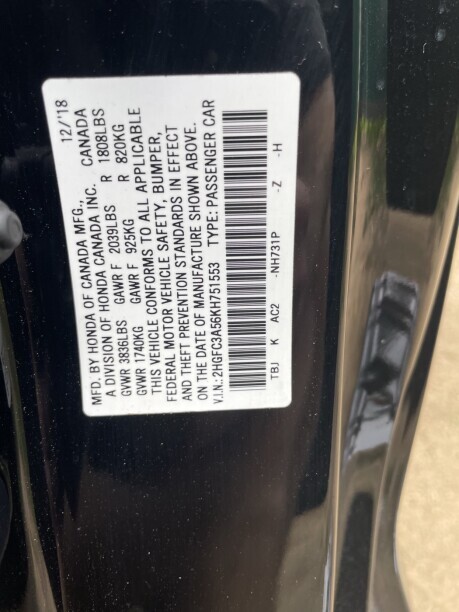 MFD. BY HONDA OF CANADA MFG., 12/'18
A DIVISION OF HONDA CANADA INC. CANADA
GVWR 3836LBS GAWR F 2039LBS R 1808LBS
GVWR 1740KG GAWR F 925KG R 820KG
THIS VEHICLE CONFORMS TO ALL APPLICABLE
FEDERAL MOTOR VEHICLE SAFETY, BUMPER,
AND THEFT PREVENTION STANDARDS IN EFFECT
ON THE DATE OF MANUFACTURE SHOWN ABOVE.
V.I.N.:2HGFC3A56KH751553 TYPE: PASSENGER CAR
TBJ K AC2 -NH731P -Z -H